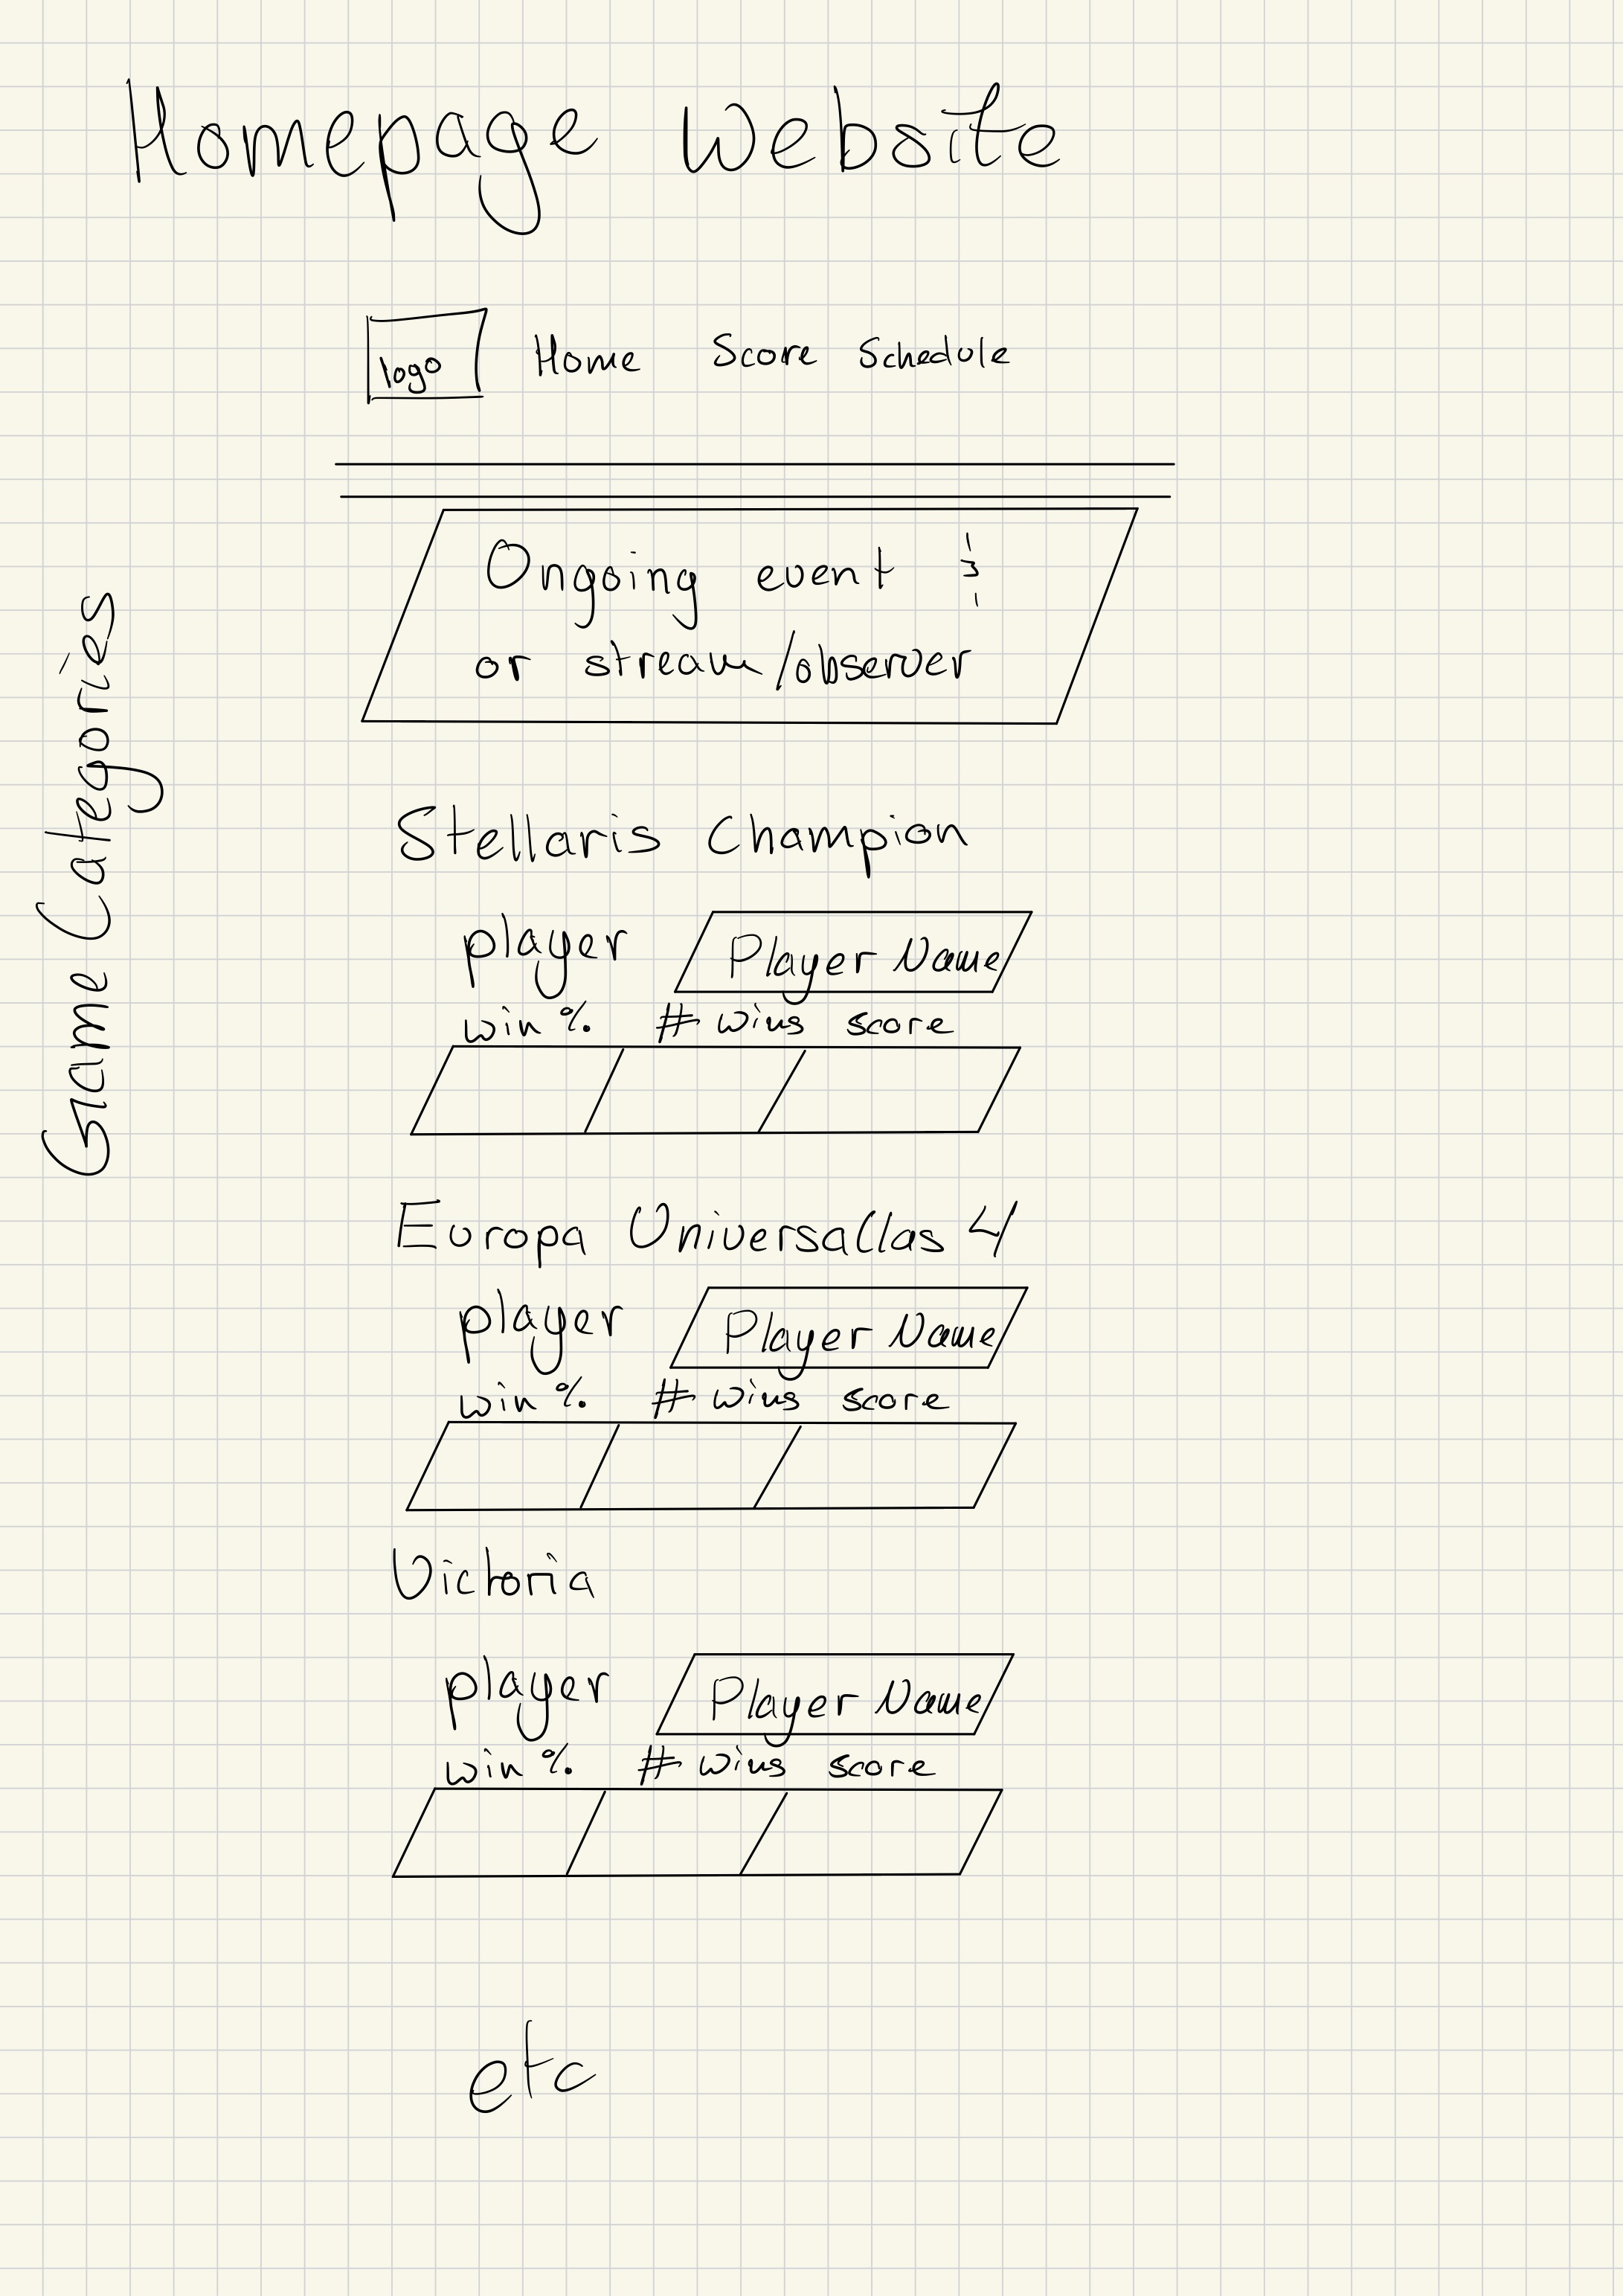 Homepage Website
logo Home Score Schedule
Ongoing event &
or stream/observer
Game Categories
Stellaris Champion
player Player Name
win % # wins score
Europa Universallas 4
player Player Name
win % # wins score
Victoria
player Player Name
win % # wins score
etc